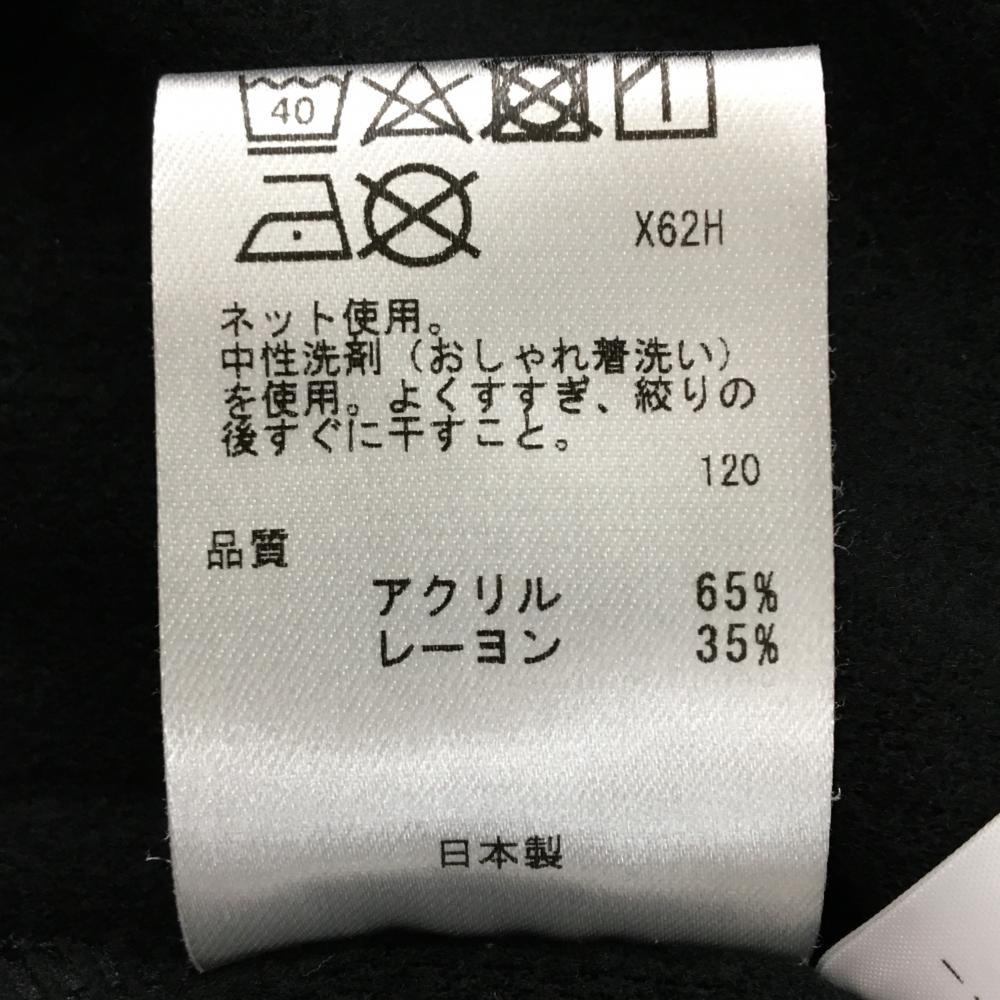 40
X62H
ネット使用。
中性洗剤（おしゃれ着洗い）
を使用。よくすすぎ、絞りの
後すぐに干すこと。
120
品質
アクリル 65%
レーヨン 35%
日本製